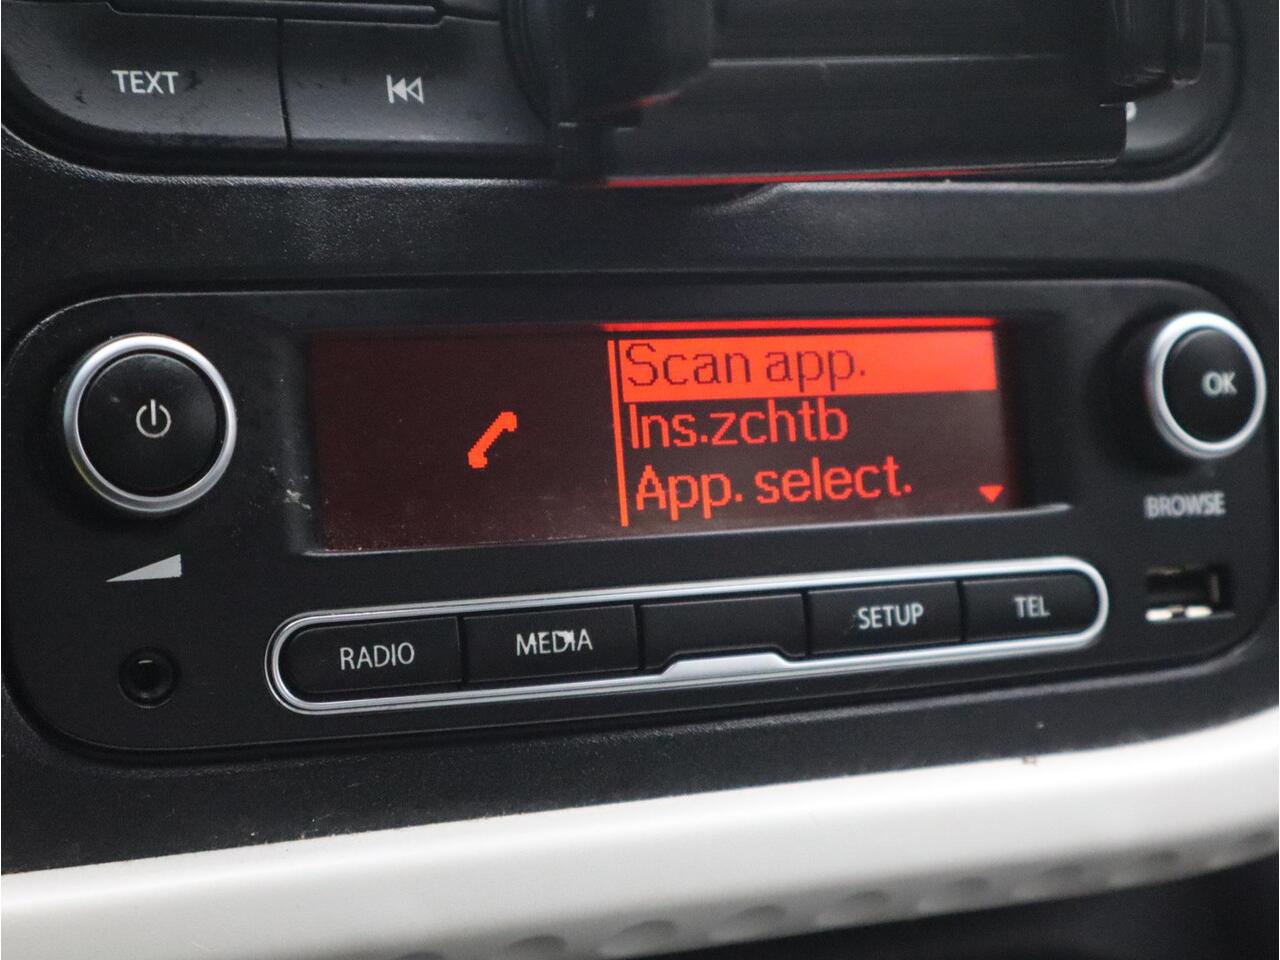 TEXT
Scan app.
Ins.zchtb
App. select.
OK
BROWSE
RADIO
MEDIA
SETUP
TEL